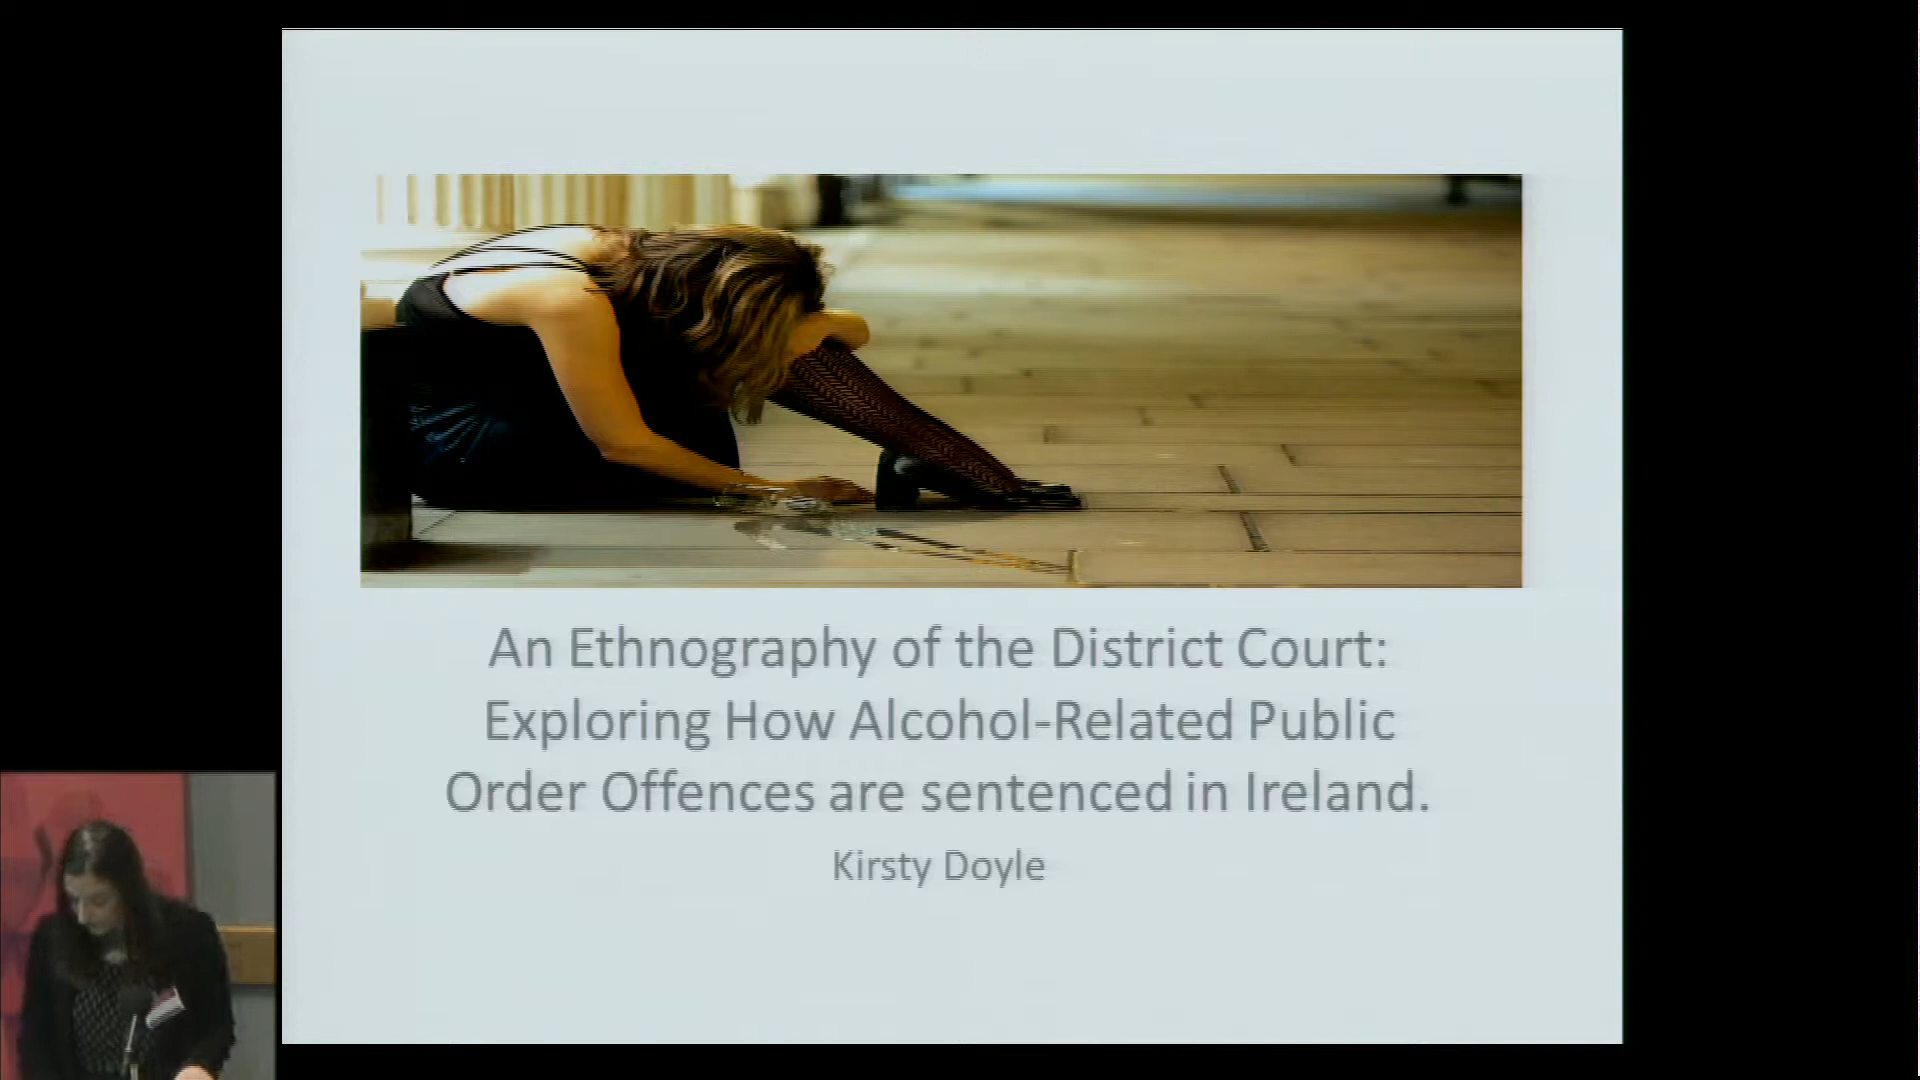 An Ethnography of the District Court:
Exploring How Alcohol-Related Public
Order Offences are sentenced in Ireland.
Kirsty Doyle